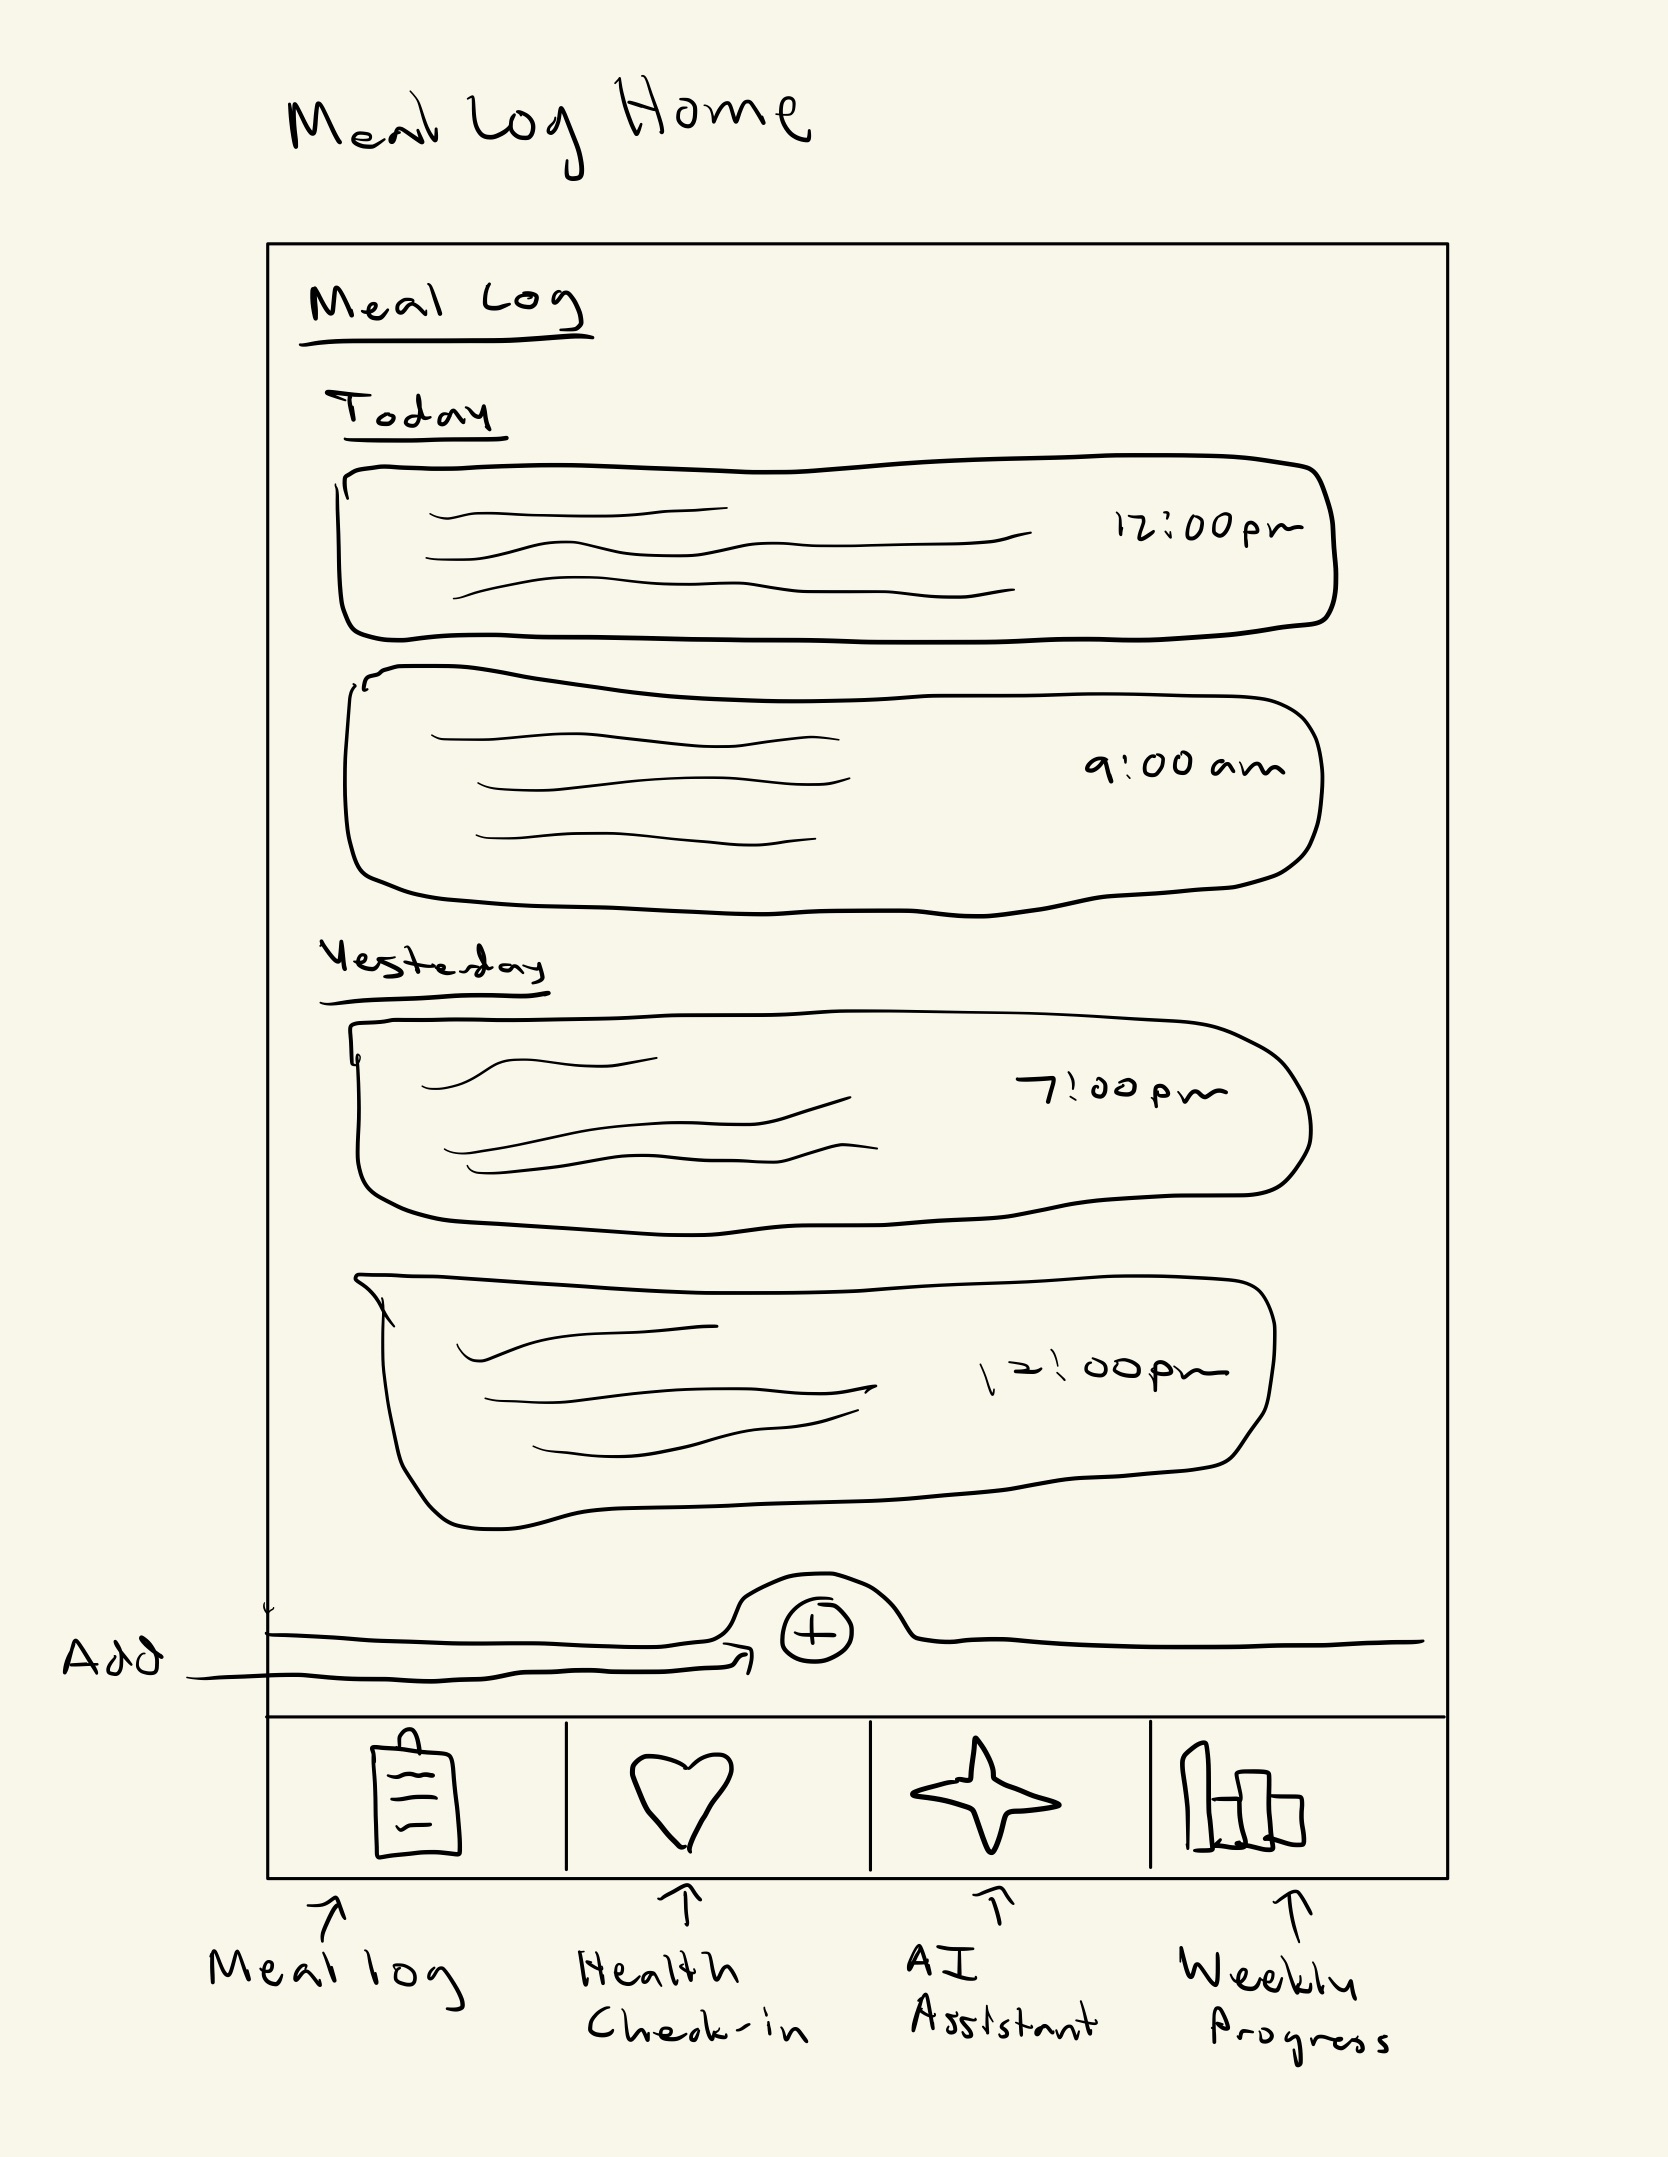 Meal Log Home
Meal Log
Today
12:00pm
9:00 am
Yesterday
7:00pm
12:00pm
Add
Meal log
Health
Check-in
AI
Assistant
Weekly
Progress